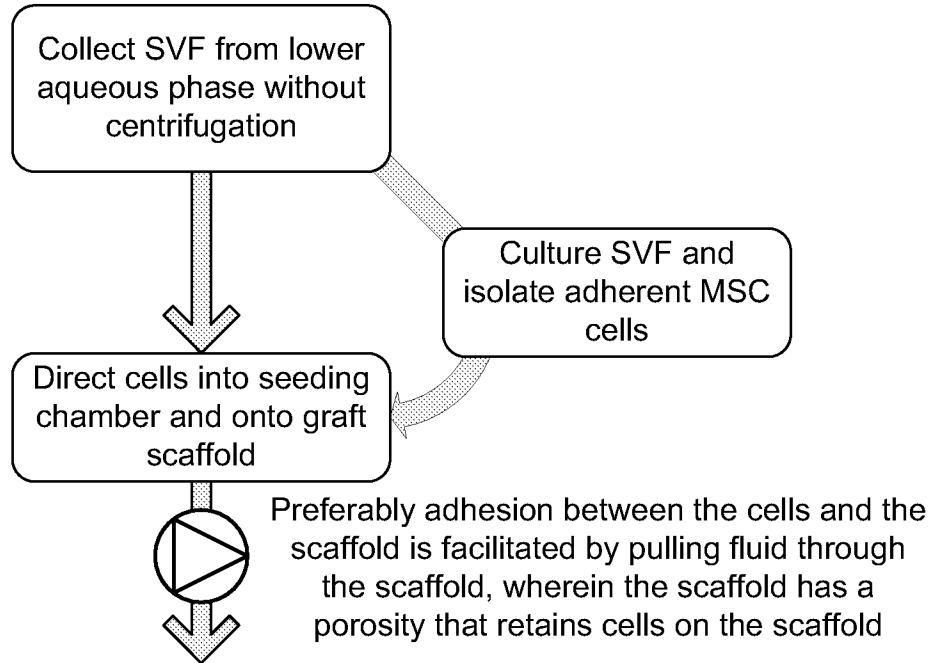 Collect SVF from lower
aqueous phase without
centrifugation
Culture SVF and
isolate adherent MSC
cells
Direct cells into seeding
chamber and onto graft
scaffold
Preferably adhesion between the cells and the
scaffold is facilitated by pulling fluid through
the scaffold, wherein the scaffold has a
porosity that retains cells on the scaffold